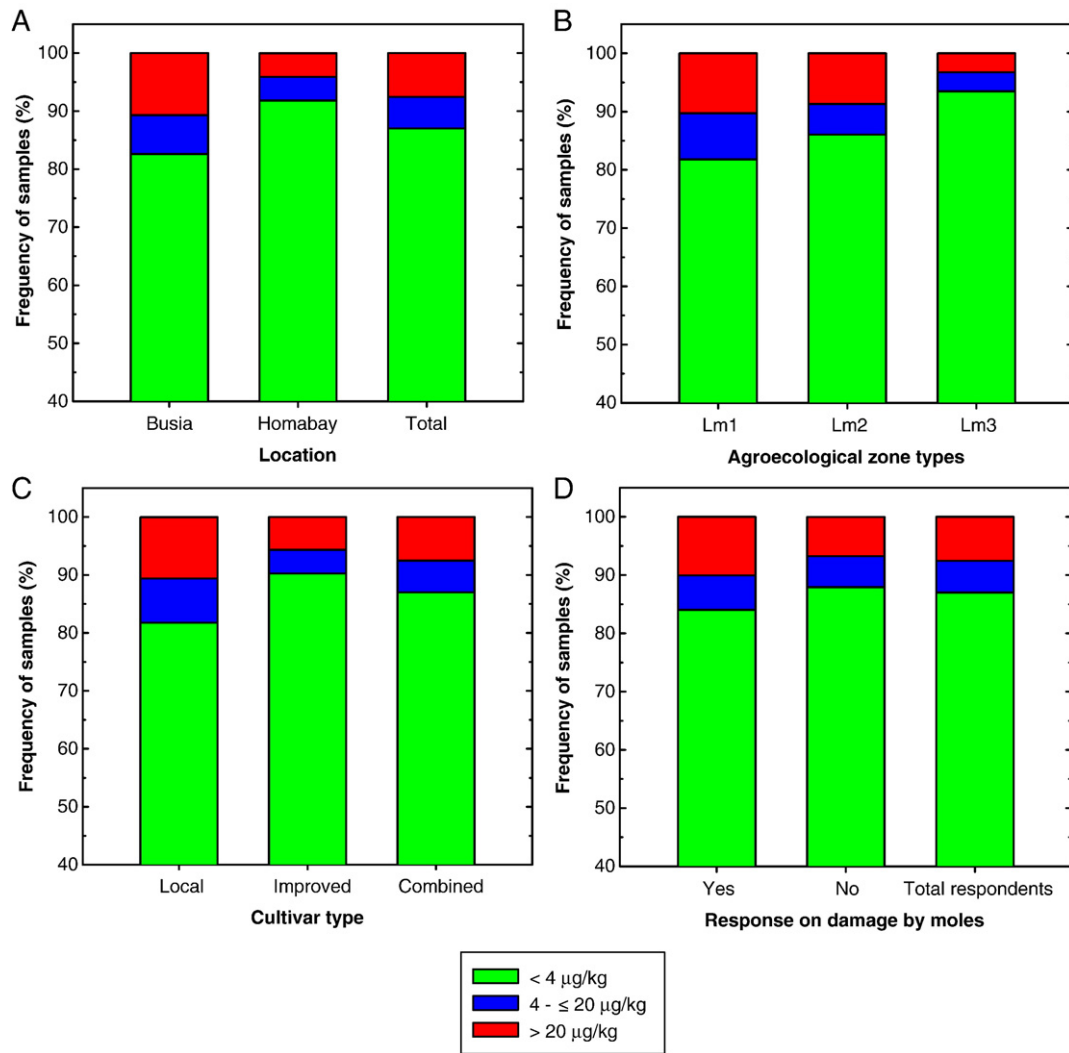 A
100
90
80
70
60
50
40
Freguency of samples (%)
Busia Homabay Total
Location
B
100
90
80
70
60
50
40
Frequency of samples (%)
Lm1 Lm2 Lm3
Agroecological zone types
C
100
90
80
70
60
50
40
Frequency of samples (%)
Local Improved Combined
Cultivar type
D
100
90
80
70
60
50
40
Frequency of samples (%)
Yes No Total respondents
Response on damage by moles
< 4 µg/kg
4 - ≤ 20 µg/kg
> 20 µg/kg